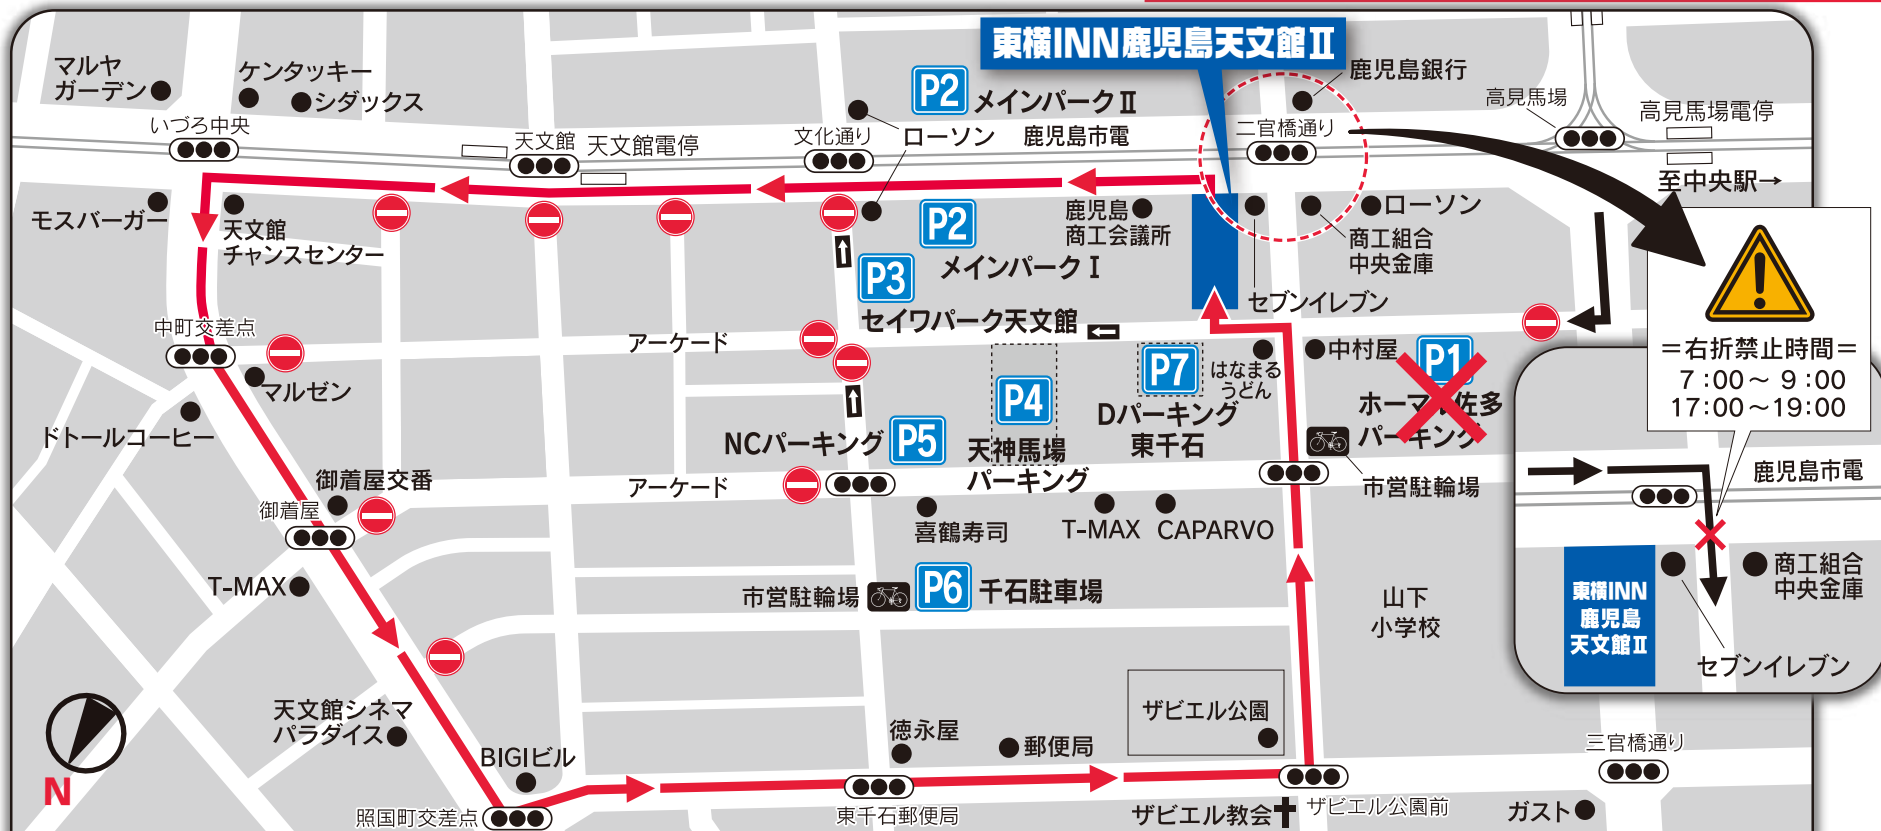 東横INN鹿児島天文館Ⅱ
マルヤ
ガーデン
ケンタッキー
シダックス
いづろ中央
天文館
天文館電停
文化通り
P2
メインパークⅡ
ローソン
鹿児島市電
鹿児島銀行
二官橋通り
高見馬場
高見馬場電停
至中央駅→
モスバーガー
天文館
チャンスセンター
P2
メインパークⅠ
鹿児島
商工会議所
ローソン
商工組合
中央金庫
セブンイレブン
P3
セイワパーク天文館
中町交差点
マルゼン
ドトールコーヒー
アーケード
P4
天神馬場
パーキング
P7
Dパーキング
東千石
はなまる
うどん
中村屋
P1
ホーマ 佐多
パーキング
=右折禁止時間=
7:00～9:00
17:00～19:00
NCパーキング
P5
アーケード
市営駐輪場
御着屋交番
御着屋
喜鶴寿司
T-MAX
CAPARVO
鹿児島市電
T-MAX
市営駐輪場
P6
千石駐車場
山下
小学校
東横INN
鹿児島
天文館Ⅱ
商工組合
中央金庫
セブンイレブン
天文館シネマ
パラダイス
BIGIビル
徳永屋
郵便局
ザビエル公園
三官橋通り
N
照国町交差点
東千石郵便局
ザビエル教会
ザビエル公園前
ガスト